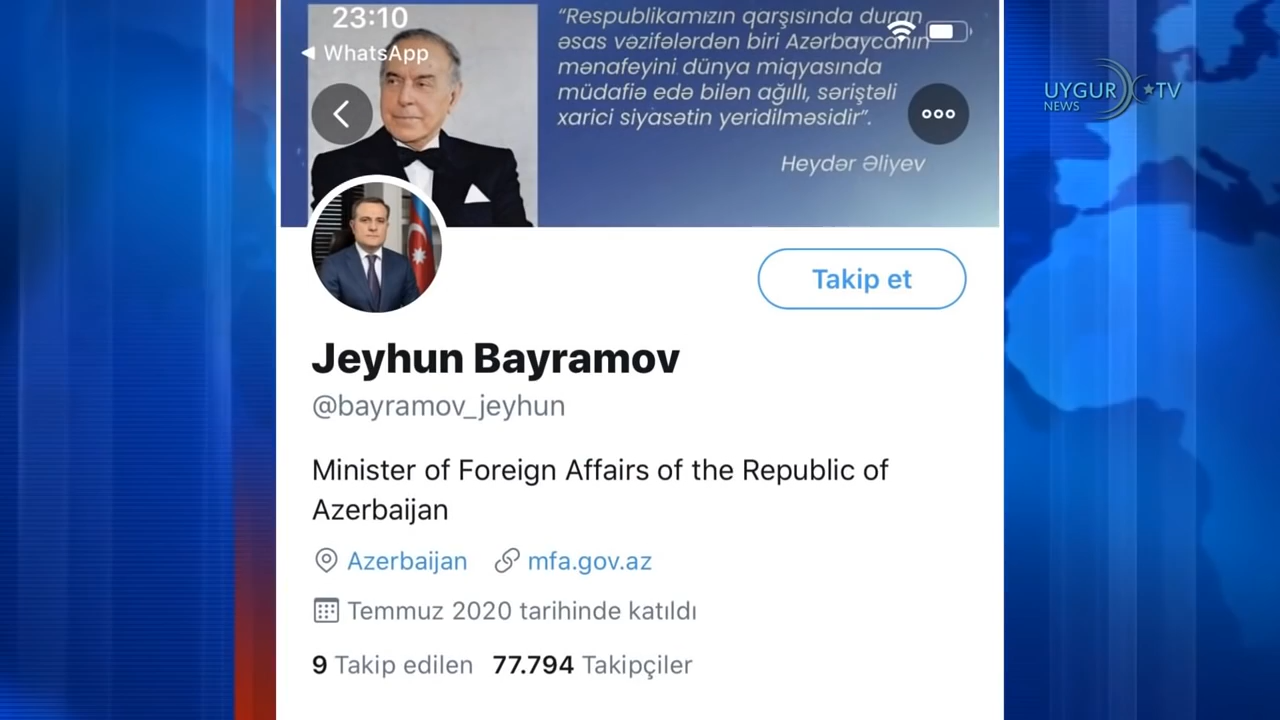 23:10
WhatsApp
“Respublikamızın qarşısında duran
əsas vəzifələrdən biri Azərbaycanın
mənafeyini dünya miqyasında
müdafiə edə bilən ağıllı, səriştəli
xarici siyasətin yeridilməsidir”.
Heydər Əliyev
UYGUR TV
NEWS
Takip et
Jeyhun Bayramov
@bayramov_jeyhun
Minister of Foreign Affairs of the Republic of
Azerbaijan
Azerbaijan mfa.gov.az
Temmuz 2020 tarihinde katıldı
9 Takip edilen 77.794 Takipçiler